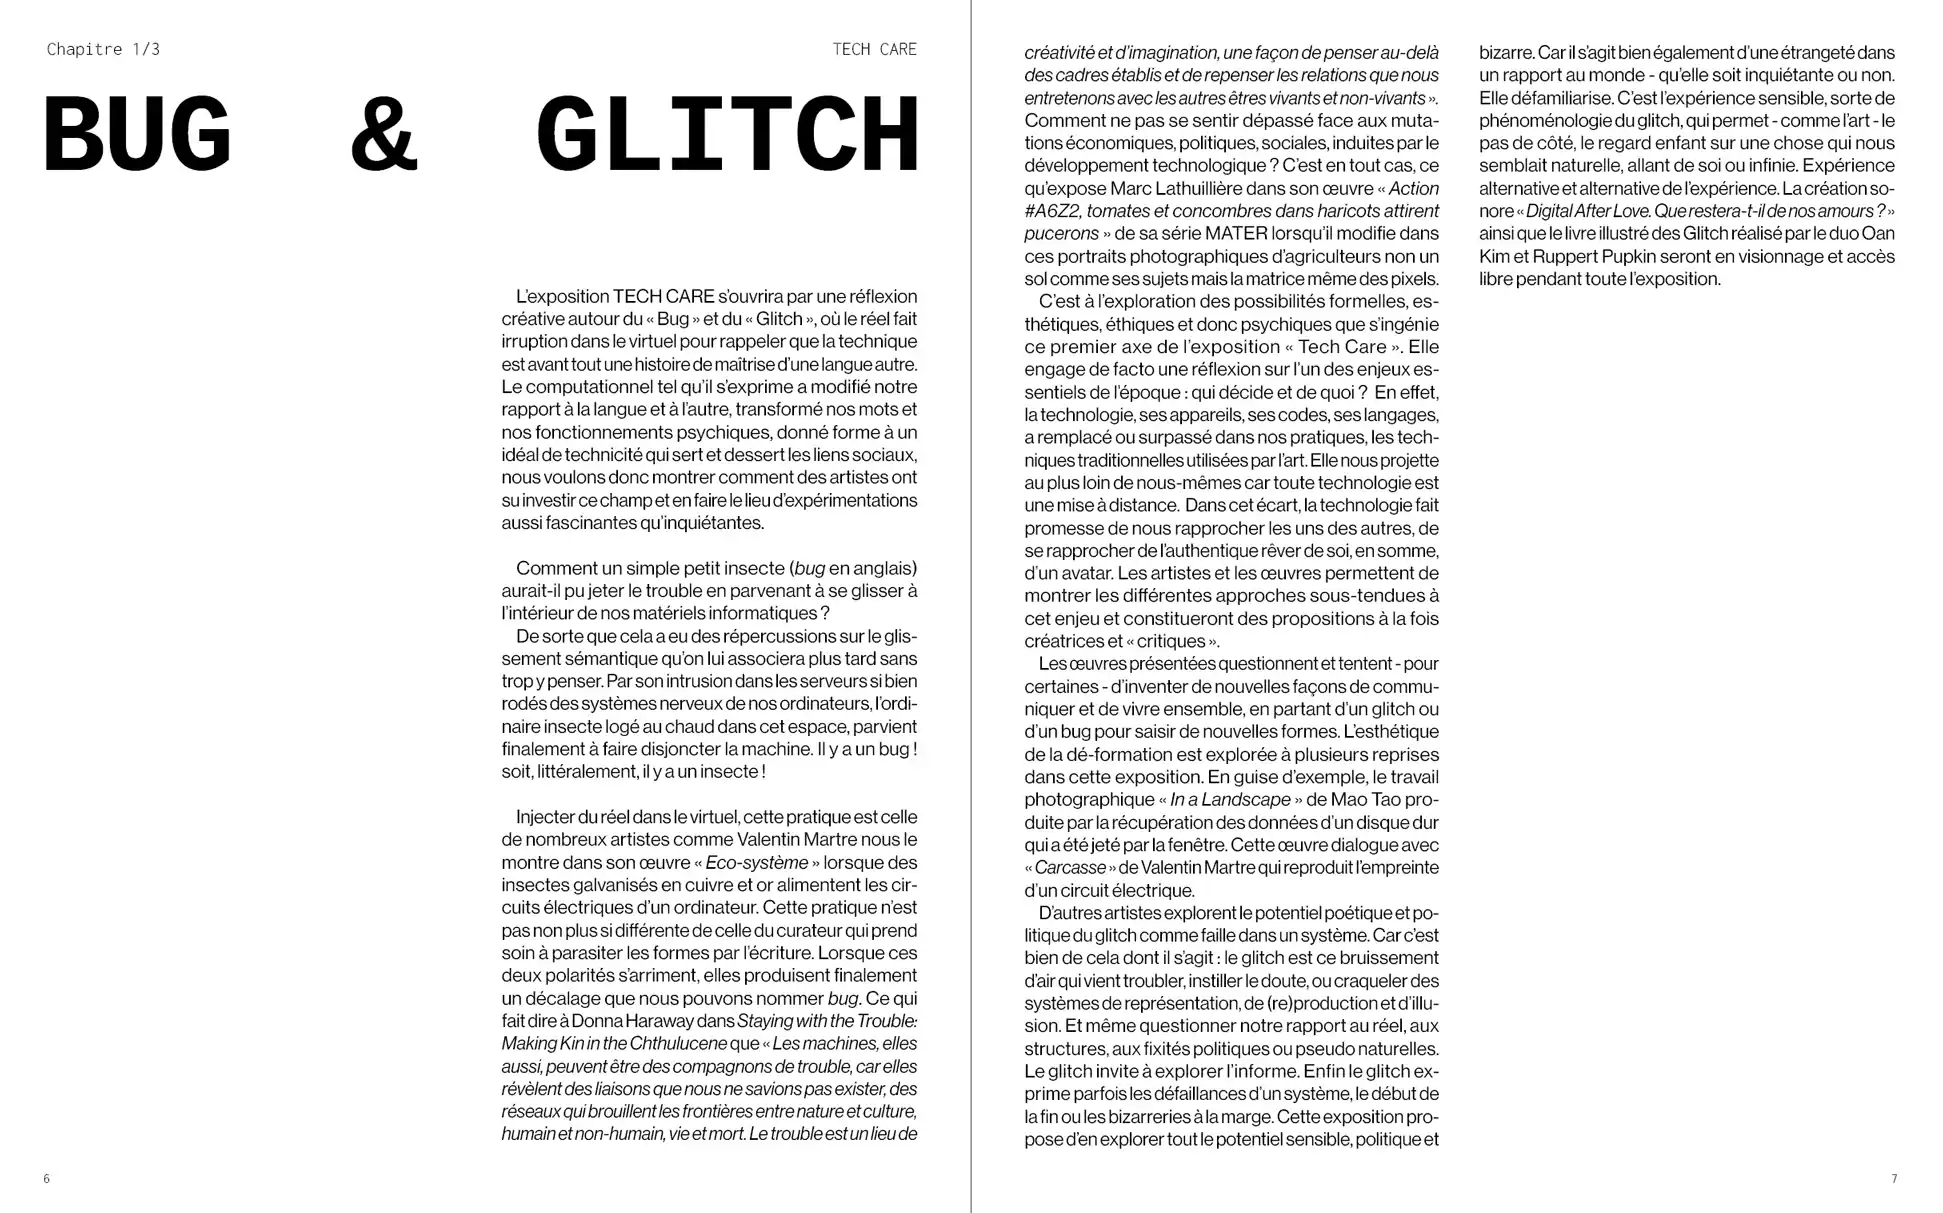 Chapitre 1/3
TECH CARE
BUG & GLITCH
L’exposition TECH CARE s’ouvrira par une réflexion
créative autour du « Bug » et du « Glitch », où le réel fait
irruption dans le virtuel pour rappeler que la technique
est avant tout une histoire de maîtrise d’une langue autre.
Le computationnel tel qu’il s’exprime a modifié notre
rapport à la langue et à l’autre, transformé nos mots et
nos fonctionnements psychiques, donné forme à un
idéal de technicité qui sert et dessert les liens sociaux,
nous voulons donc montrer comment des artistes ont
su investir ce champ et en faire le lieu d’expérimentations
aussi fascinantes qu’inquiétantes.
Comment un simple petit insecte (bug en anglais)
aurait-il pu jeter le trouble en parvenant à se glisser à
l’intérieur de nos matériels informatiques ?
De sorte que cela a eu des répercussions sur le glis-
sement sémantique qu’on lui associera plus tard sans
trop y penser. Par son intrusion dans les serveurs si bien
rodés des systèmes nerveux de nos ordinateurs, l’ordi-
naire insecte logé au chaud dans cet espace, parvient
finalement à faire disjoncter la machine. Il y a un bug !
soit, littéralement, il y a un insecte !
Injecter du réel dans le virtuel, cette pratique est celle
de nombreux artistes comme Valentin Martre nous le
montre dans son œuvre « Eco-système » lorsque des
insectes galvanisés en cuivre et or alimentent les cir-
cuits électriques d’un ordinateur. Cette pratique n’est
pas non plus si différente de celle du curateur qui prend
soin à parasiter les formes par l’écriture. Lorsque ces
deux polarités s’arriment, elles produisent finalement
un décalage que nous pouvons nommer bug. Ce qui
fait dire à Donna Haraway dans Staying with the Trouble:
Making Kin in the Chthulucene que « Les machines, elles
aussi, peuvent être des compagnons de trouble, car elles
révèlent des liaisons que nous ne savions pas exister, des
réseaux qui brouillent les frontières entre nature et culture,
humain et non-humain, vie et mort. Le trouble est un lieu de
6
créativité et d’imagination, une façon de penser au-delà
des cadres établis et de repenser les relations que nous
entretenons avec les autres êtres vivants et non-vivants ».
Comment ne pas se sentir dépassé face aux muta-
tions économiques, politiques, sociales, induites par le
développement technologique ? C’est en tout cas, ce
qu’expose Marc Lathuillière dans son œuvre « Action
#A6Z2, tomates et concombres dans haricots attirent
pucerons » de sa série MATER lorsqu’il modifie dans
ces portraits photographiques d’agriculteurs non un
sol comme ses sujets mais la matrice même des pixels.
C’est à l’exploration des possibilités formelles, es-
thétiques, éthiques et donc psychiques que s’ingénie
ce premier axe de l’exposition « Tech Care ». Elle
engage de facto une réflexion sur l’un des enjeux es-
sentiels de l’époque : qui décide et de quoi ? En effet,
la technologie, ses appareils, ses codes, ses langages,
a remplacé ou surpassé dans nos pratiques, les tech-
niques traditionnelles utilisées par l’art. Elle nous projette
au plus loin de nous-mêmes car toute technologie est
une mise à distance. Dans cet écart, la technologie fait
promesse de nous rapprocher les uns des autres, de
se rapprocher de l’authentique rêver de soi, en somme,
d’un avatar. Les artistes et les œuvres permettent de
montrer les différentes approches sous-tendues à
cet enjeu et constitueront des propositions à la fois
créatrices et « critiques ».
Les œuvres présentées questionnent et tentent - pour
certaines - d’inventer de nouvelles façons de commu-
niquer et de vivre ensemble, en partant d’un glitch ou
d’un bug pour saisir de nouvelles formes. L’esthétique
de la dé-formation est explorée à plusieurs reprises
dans cette exposition. En guise d’exemple, le travail
photographique « In a Landscape » de Mao Tao pro-
duite par la récupération des données d’un disque dur
qui a été jeté par la fenêtre. Cette œuvre dialogue avec
« Carcasse » de Valentin Martre qui reproduit l’empreinte
d’un circuit électrique.
D’autres artistes explorent le potentiel poétique et po-
litique du glitch comme faille dans un système. Car c’est
bien de cela dont il s’agit : le glitch est ce bruissement
d’air qui vient troubler, instiller le doute, ou craqueler des
systèmes de représentation, de (re)production et d’illu-
sion. Et même questionner notre rapport au réel, aux
structures, aux fixités politiques ou pseudo naturelles.
Le glitch invite à explorer l’informe. Enfin le glitch ex-
prime parfois les défaillances d’un système, le début de
la fin ou les bizarreries à la marge. Cette exposition pro-
pose d’en explorer tout le potentiel sensible, politique et
bizarre. Car il s’agit bien également d’une étrangeté dans
un rapport au monde - qu’elle soit inquiétante ou non.
Elle défamiliarise. C’est l’expérience sensible, sorte de
phénoménologie du glitch, qui permet - comme l’art - le
pas de côté, le regard enfant sur une chose qui nous
semblait naturelle, allant de soi ou infinie. Expérience
alternative et alternative de l’expérience. La création so-
nore « Digital After Love. Que restera-t-il de nos amours ? »
ainsi que le livre illustré des Glitch réalisé par le duo Oan
Kim et Ruppert Pupkin seront en visionnage et accès
libre pendant toute l’exposition.
7